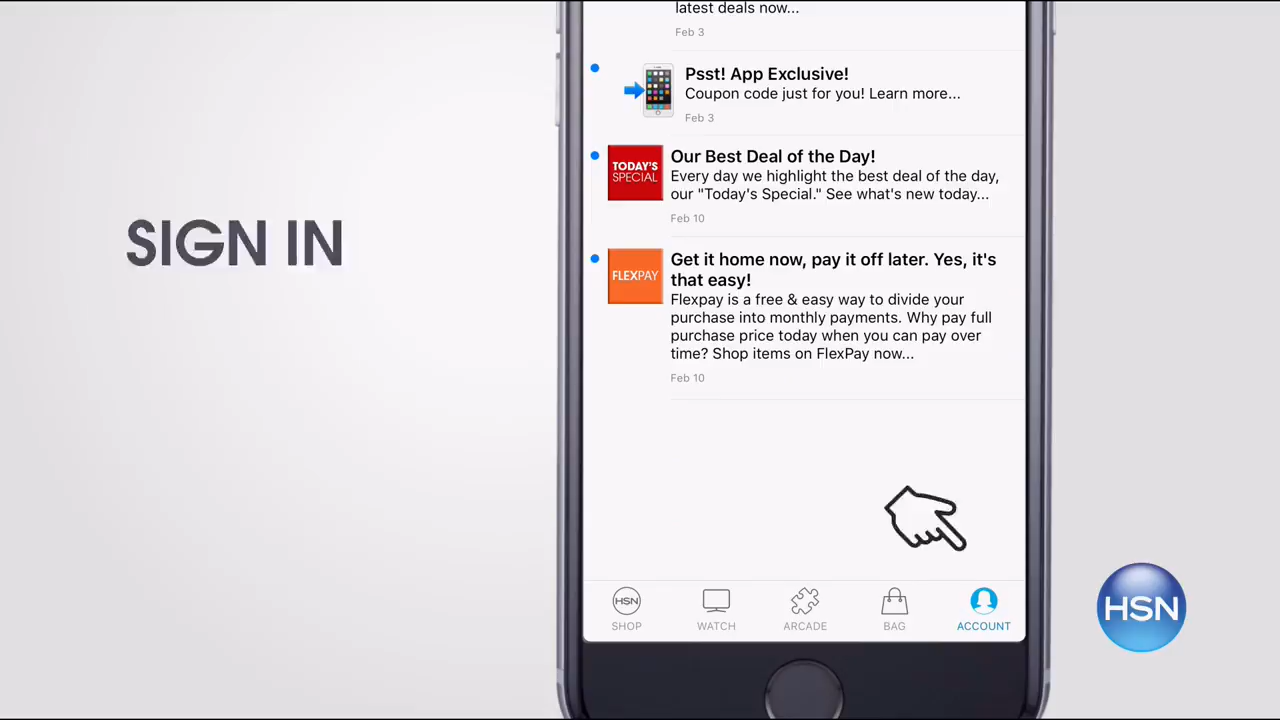 latest deals now...
Feb 3
Psst! App Exclusive!
Coupon code just for you! Learn more...
Feb 3
TODAY'S
SPECIAL
Our Best Deal of the Day!
Every day we highlight the best deal of the day,
our "Today's Special." See what's new today...
Feb 10
SIGN IN
FLEXPAY
Get it home now, pay it off later. Yes, it's
that easy!
Flexpay is a free & easy way to divide your
purchase into monthly payments. Why pay full
purchase price today when you can pay over
time? Shop items on FlexPay now...
Feb 10
HSN
SHOP
WATCH
ARCADE
BAG
ACCOUNT
HSN